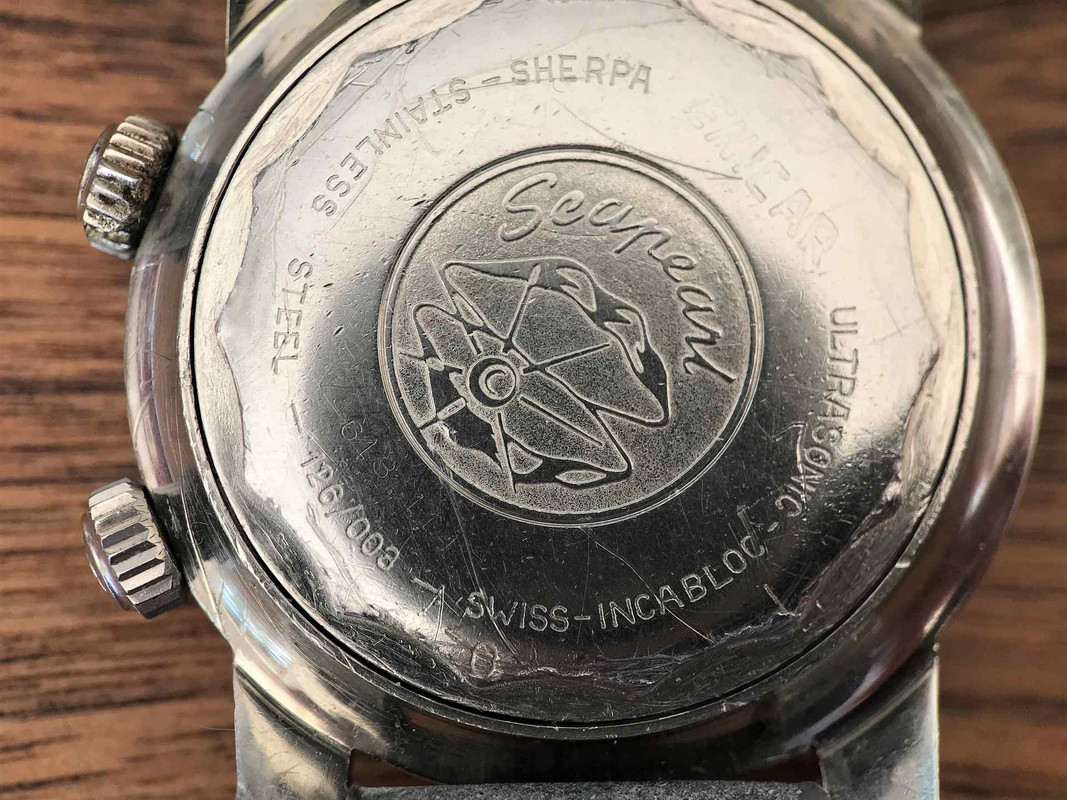 ENICAR
ULTRASONIC - INCABLOC - SWISS
126/003 -
STAINLESS STEEL -
SHERPA -
Seapearl